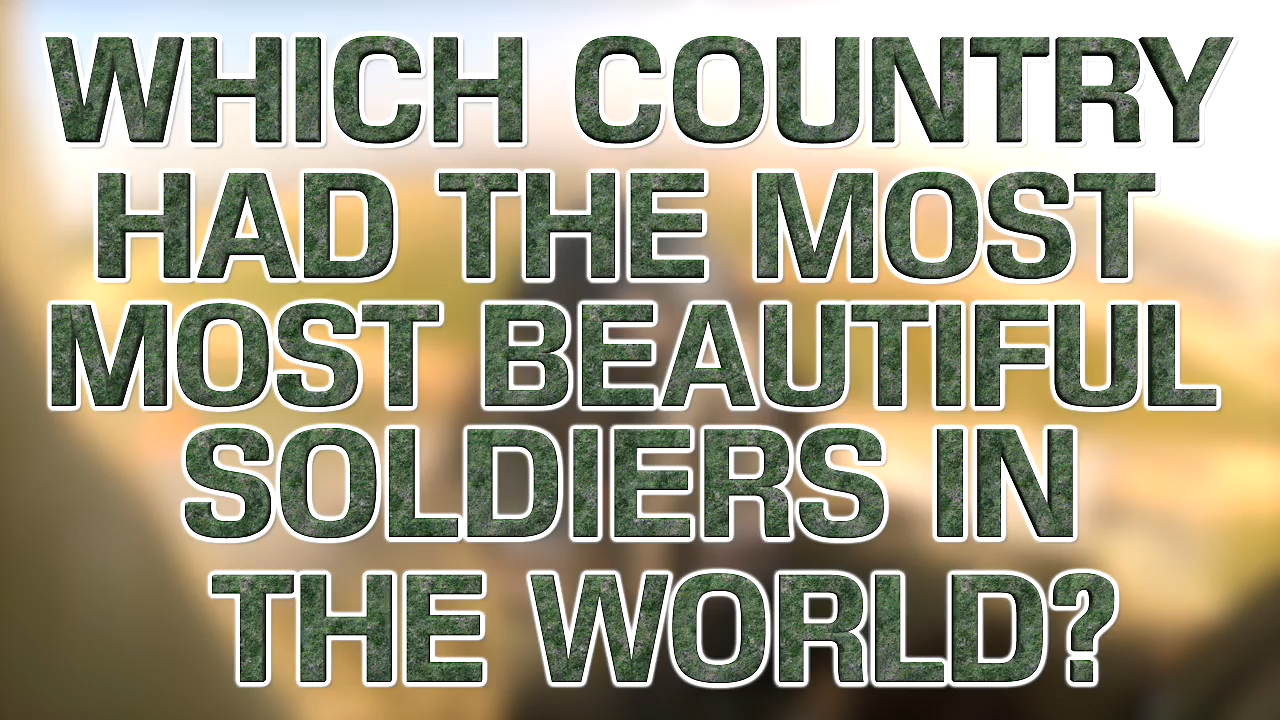 WHICH COUNTRY
HAD THE MOST
MOST BEAUTIFUL
SOLDIERS IN
THE WORLD?